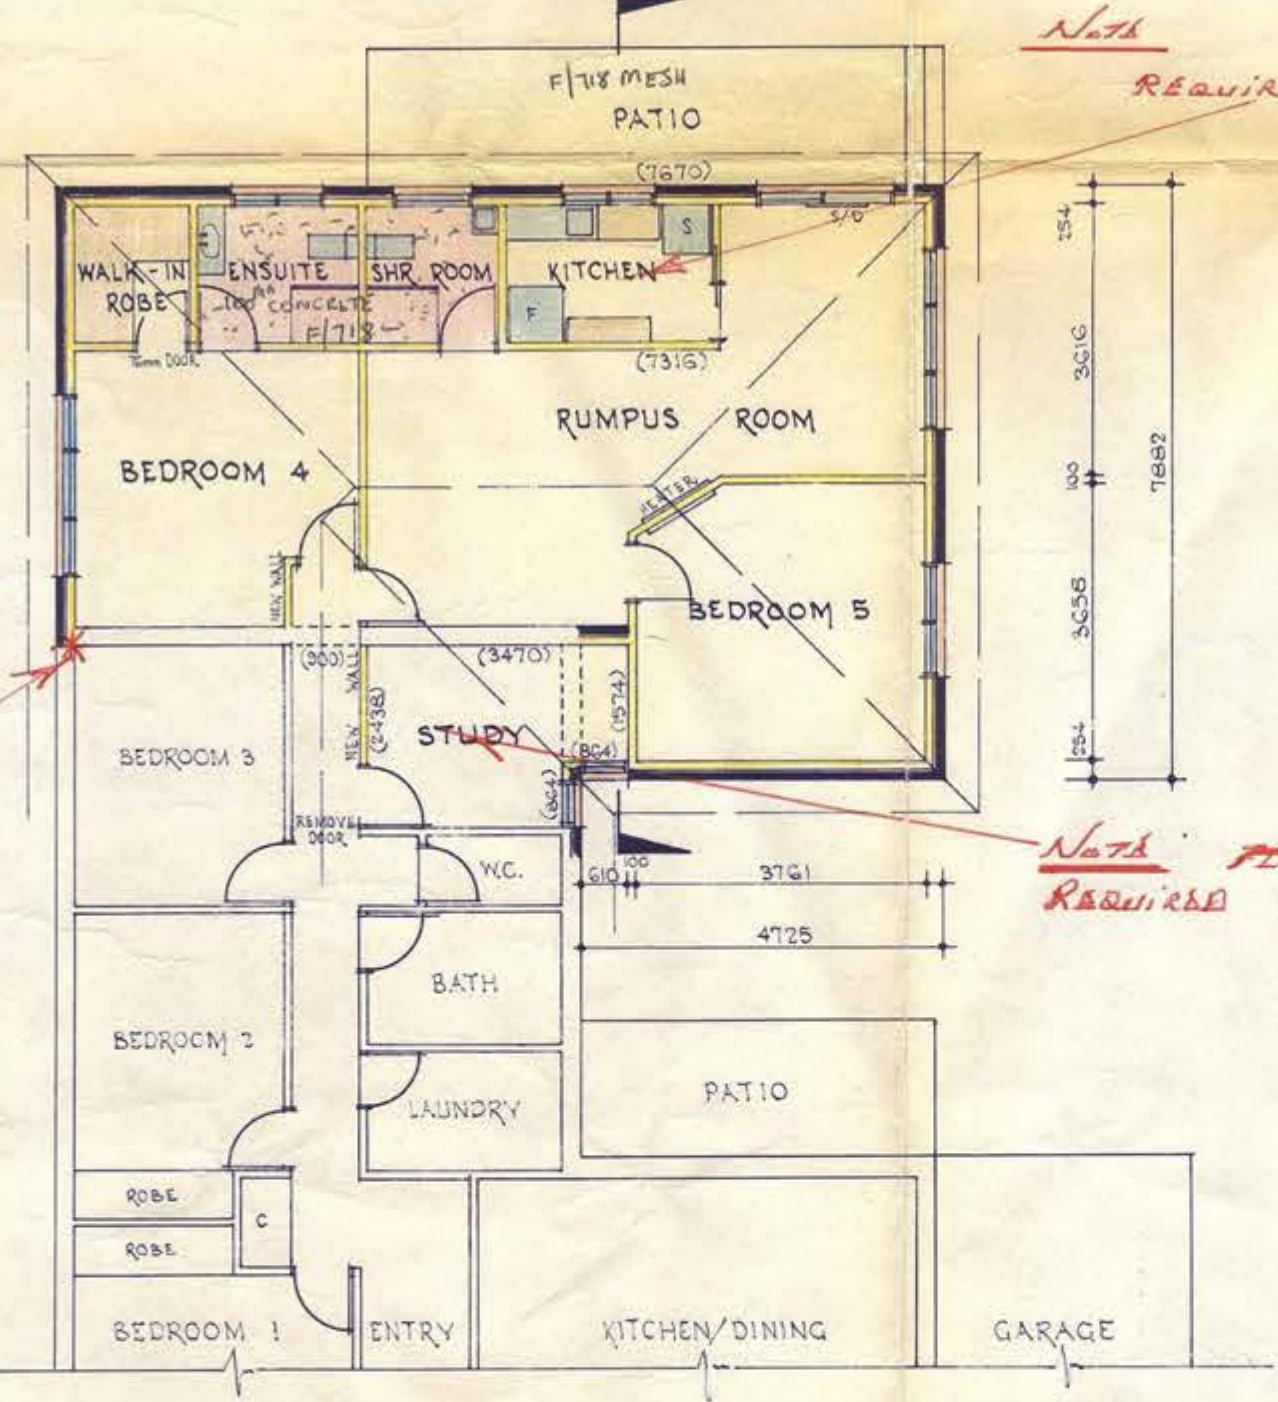 NOTE
REQUIR
F/718 MESH
PATIO
(7670)
S/D
S
WALK-IN
ROBE
ENSUITE
SHR. ROOM
KITCHEN
100 MM CONCRETE
F/718
F
DOOR
(7316)
RUMPUS ROOM
BEDROOM 4
HEATER
NEW WALL
BEDROOM 5
254
3616
100
7882
3658
254
(900)
(3470)
NEW WALL
(2438)
(1574)
STUDY
(864)
(864)
BEDROOM 3
REMOVE
DOOR
W.C.
610
100
3761
4725
NOTE
REQUIRED
BATH
BEDROOM 2
LAUNDRY
PATIO
ROBE
C
ROBE
BEDROOM 1
ENTRY
KITCHEN/DINING
GARAGE